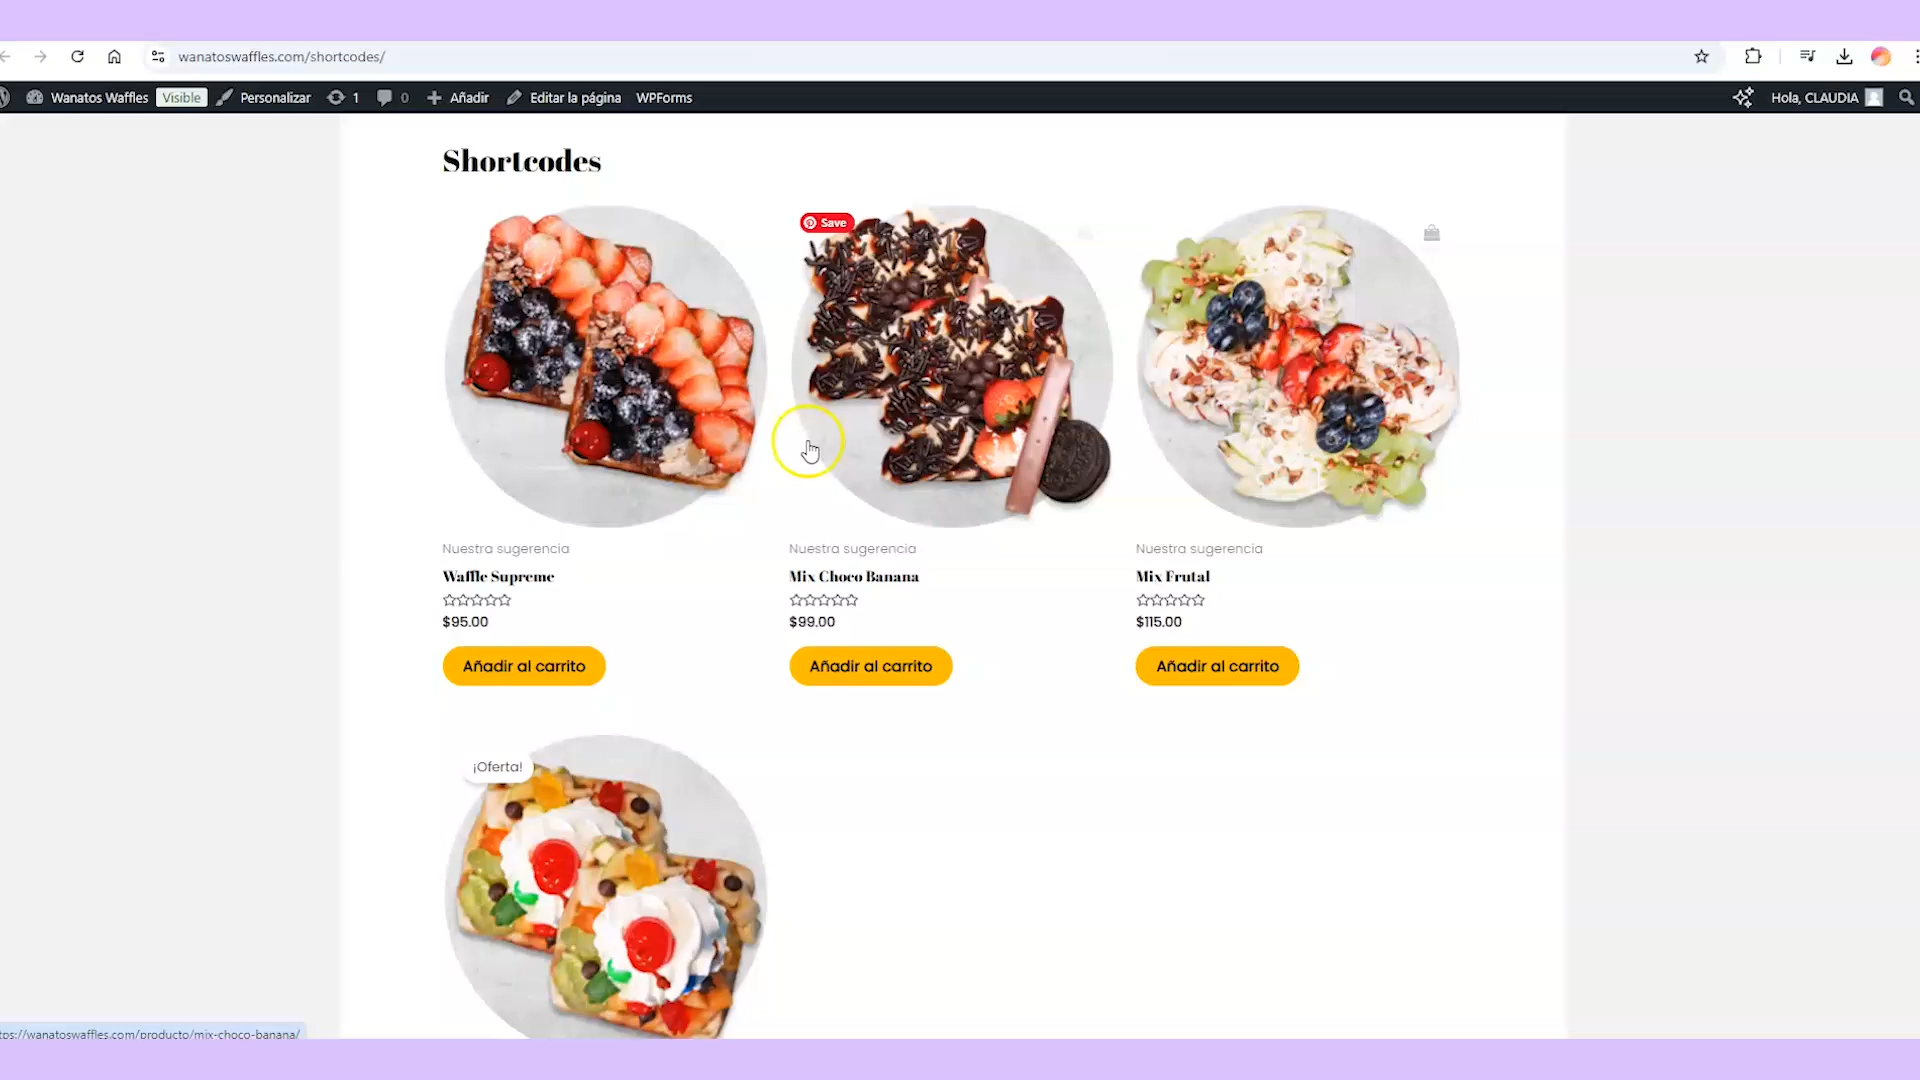 wanatoswaffles.com/shortcodes/
Wanatos Waffles Visible Personalizar 1 0 Añadir Editar la página WPForms Hola, CLAUDIA
Shortcodes
Save
Nuestra sugerencia
Waffle Supreme
$95.00
Añadir al carrito
Nuestra sugerencia
Mix Choco Banana
$99.00
Añadir al carrito
Nuestra sugerencia
Mix Frutal
$115.00
Añadir al carrito
¡Oferta!
tps://wanatoswaffles.com/producto/mix-choco-banana/